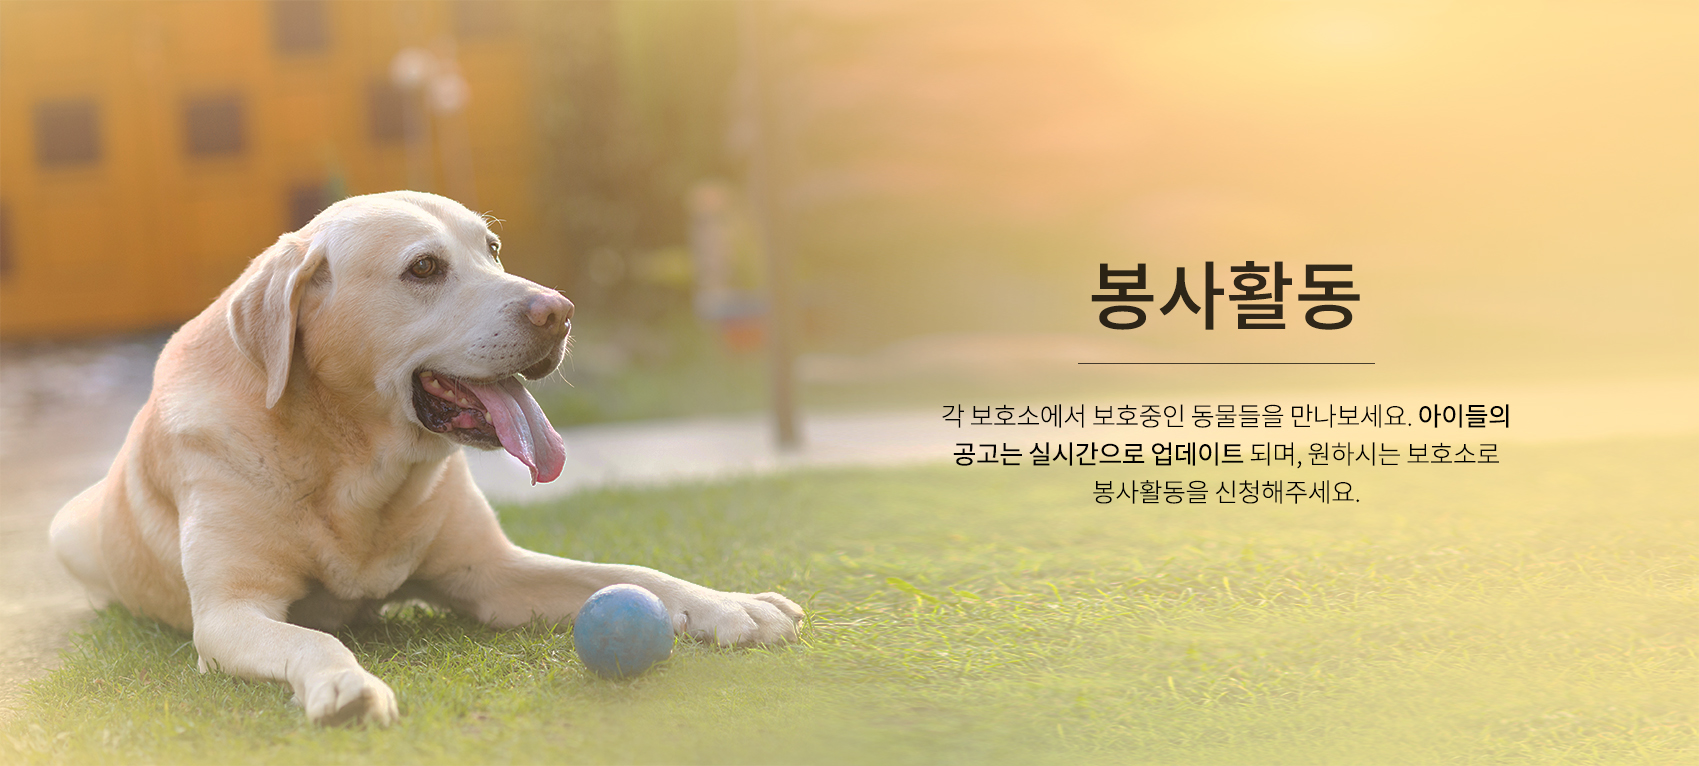 봉사활동
각 보호소에서 보호중인 동물들을 만나보세요. 아이들의
공고는 실시간으로 업데이트 되며, 원하시는 보호소로
봉사활동을 신청해주세요.